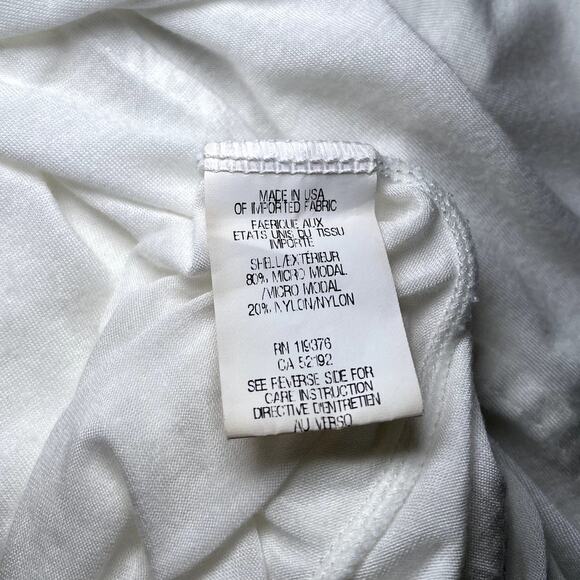 MADE IN USA
OF IMPORTED FABRIC
FABRIQUE AUX
ETATS UNIS DU TISSU
IMPORTE
SHELL/EXTÉRIEUR
80% MICRO MODAL
/MICRO MODAL
20% NYLON/NYLON
RN 119376
CA 52192
SEE REVERSE SIDE FOR
CARE INSTRUCTION
DIRECTIVE D'ENTRETIEN
AU VERSO